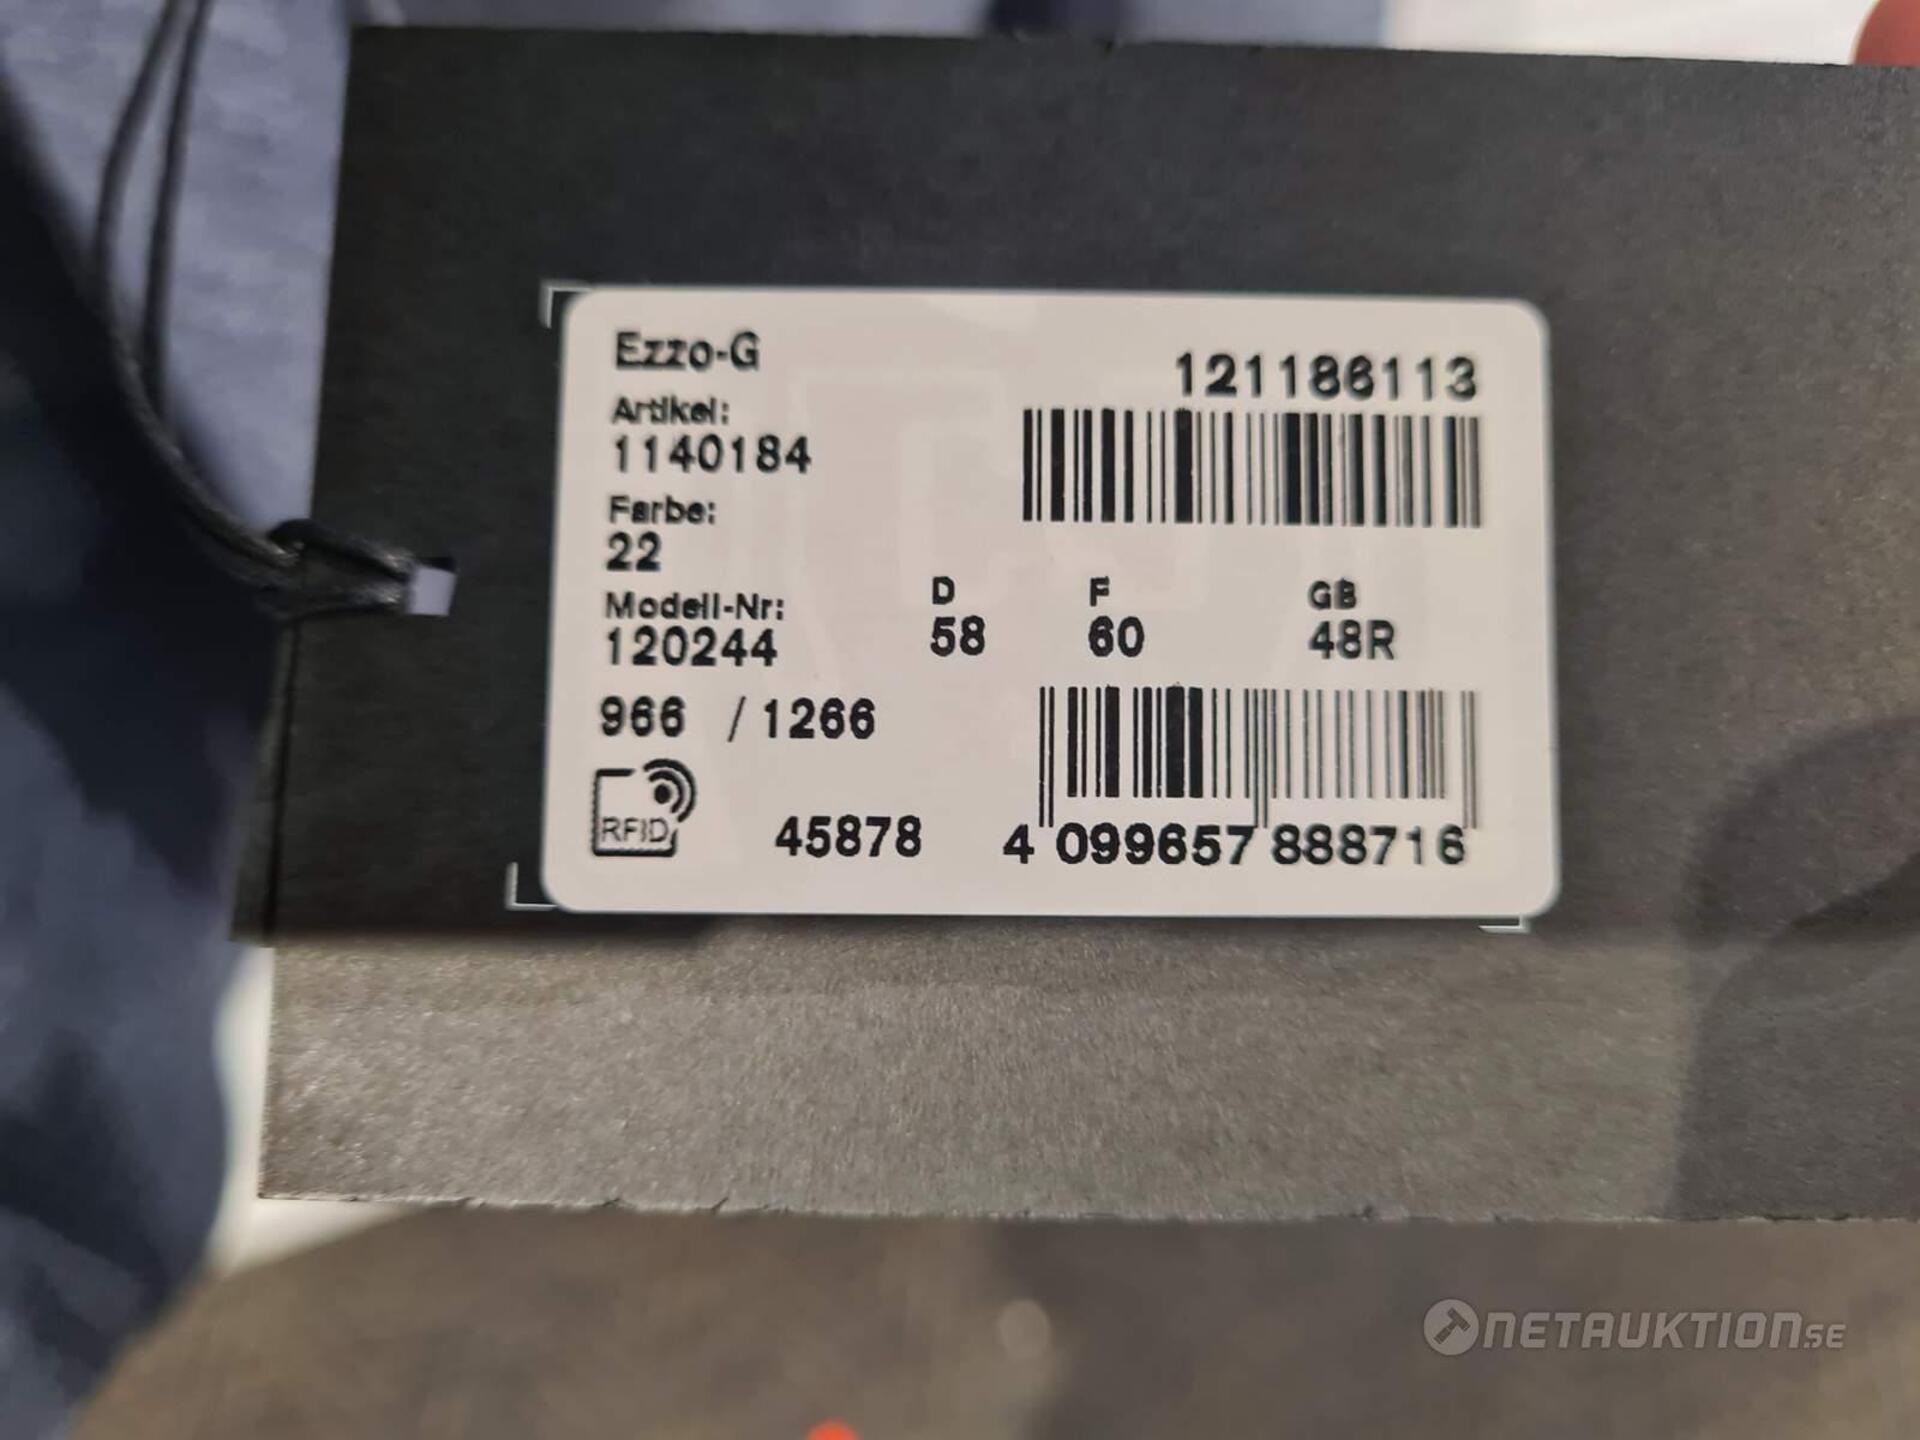 Ezzo-G
121186113
Artikel:
1140184
Farbe:
22
Modell-Nr:
120244
D F GB
58 60 48R
966 / 1266
RFID
45878
4 099657 888716
NETAUKTION.SE